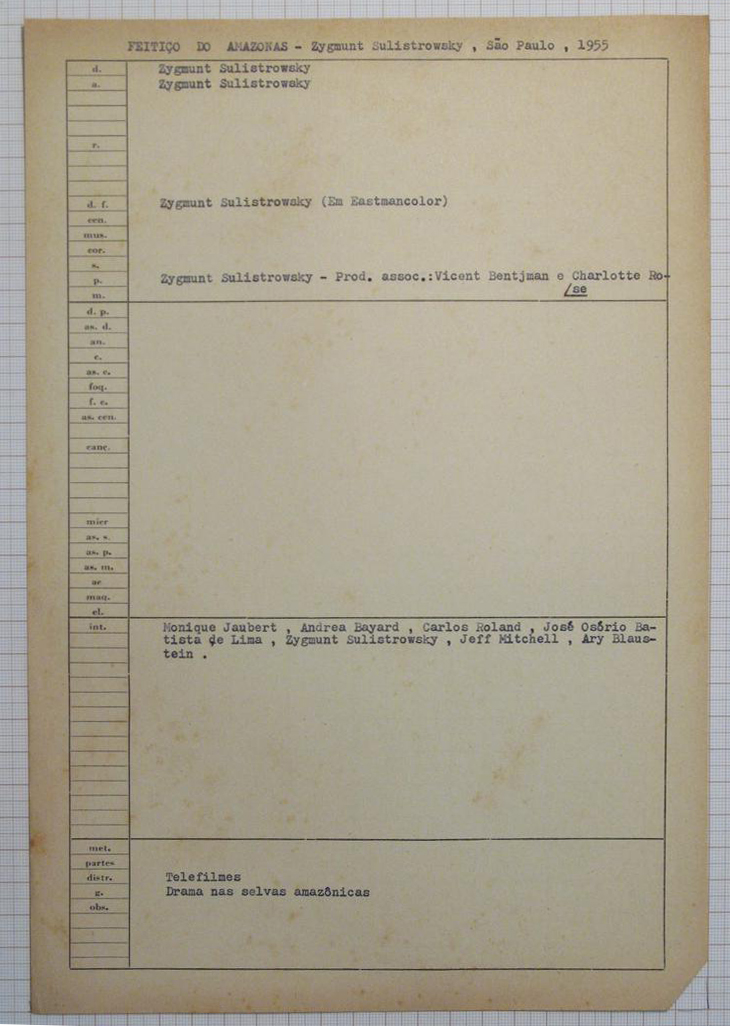 FEITIÇO DO AMAZONAS - Zygmunt Sulistrowsky , São Paulo , 1955
d. Zygmunt Sulistrowsky
a. Zygmunt Sulistrowsky
r.
d. f. Zygmunt Sulistrowsky (Em Eastmancolor)
cen.
mus.
cor.
s.
p. Zygmunt Sulistrowsky - Prod. assoc.:Vicent Bentjman e Charlotte Ro-
m. /se
d. p.
as. d.
an.
c.
as. c.
foq.
f. c.
as. cen.
canç.
mier
as. s.
as. p.
as. m.
ae
maq.
el.
int. Monique Jaubert , Andrea Bayard , Carlos Roland , José Osório Ba-
tista de Lima , Zygmunt Sulistrowsky , Jeff Mitchell , Ary Blaus-
tein .
met.
partes
distr. Telefilmes
g. Drama nas selvas amazônicas
obs.